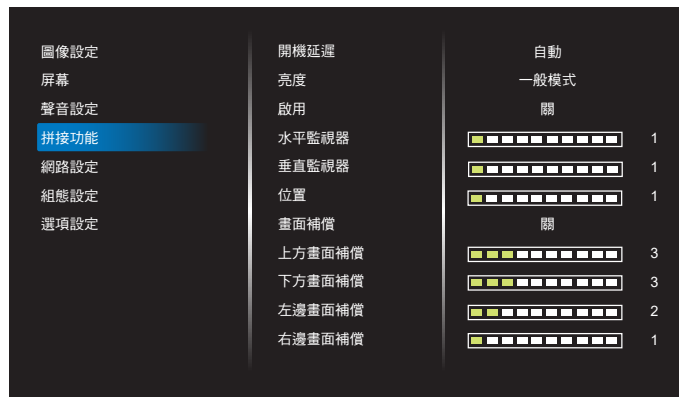 圖像設定
屏幕
聲音設定
拼接功能
網路設定
組態設定
選項設定
開機延遲 自動
亮度 一般模式
啟用 關
水平監視器 1
垂直監視器 1
位置 1
畫面補償 關
上方畫面補償 3
下方畫面補償 3
左邊畫面補償 2
右邊畫面補償 1